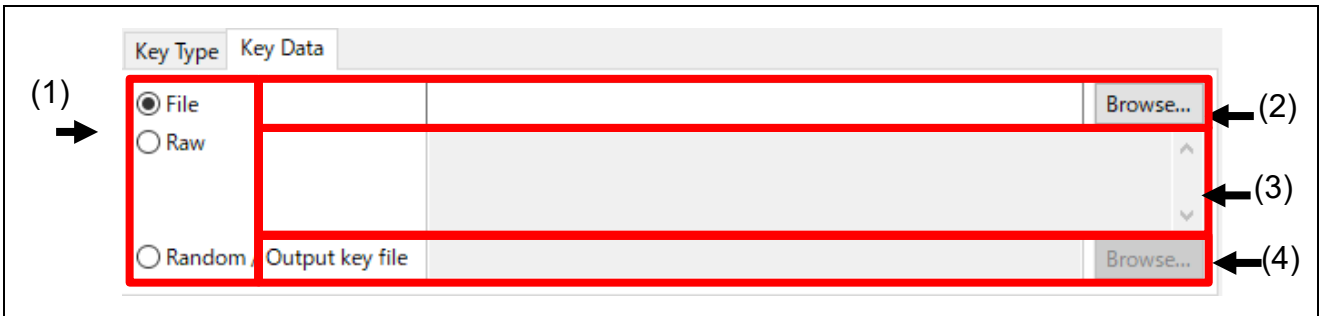 Key Type Key Data
(1)
File
Browse...
(2)
Raw
(3)
Random /
Output key file
Browse...
(4)